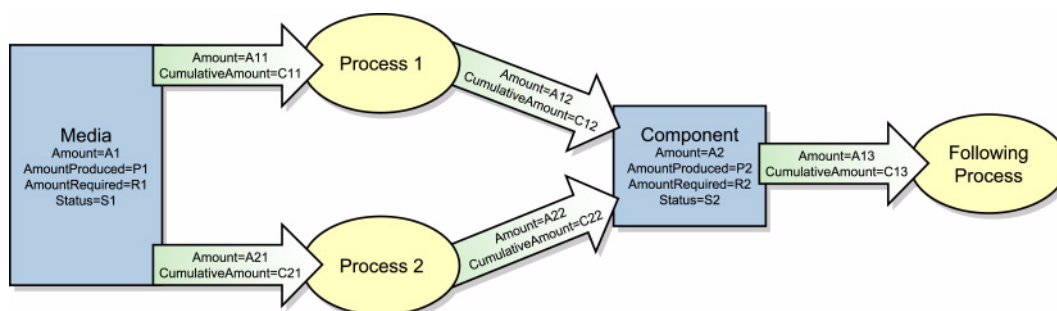 Media
Amount=A1
AmountProduced=P1
AmountRequired=R1
Status=S1
Amount=A11
CumulativeAmount=C11
Process 1
Amount=A12
CumulativeAmount=C12
Amount=A21
CumulativeAmount=C21
Process 2
Amount=A22
CumulativeAmount=C22
Component
Amount=A2
AmountProduced=P2
AmountRequired=R2
Status=S2
Amount=A13
CumulativeAmount=C13
Following
Process